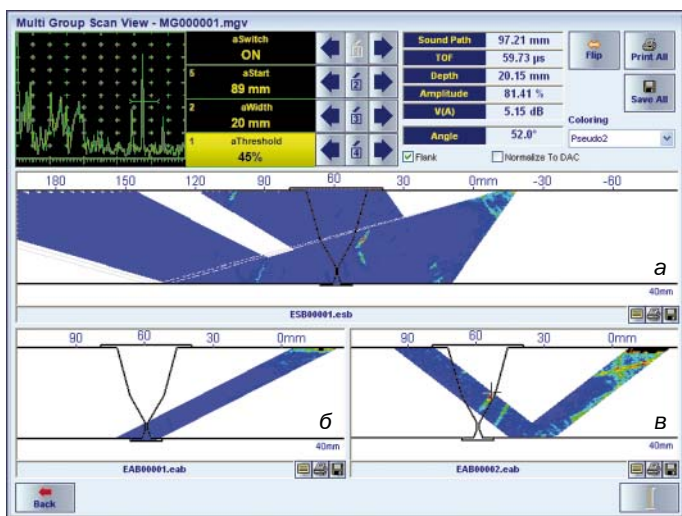 Multi Group Scan View - MG000001.mgv
aSwitch
ON
5 aStart
89 mm
2 aWidth
20 mm
1 aThreshold
45%
2
3
4
Sound Path 97.21 mm
TOF 59.73 µs
Depth 20.15 mm
Amplitude 81.41 %
V(A) 5.15 dB
Angle 52.0°
Flank
Normelize To DAC
Flip
Print All
Save All
Coloring
Pseudo2
180 150 120 90 60 30 0mm -30 -60
а
40mm
ESB00001.esb
90 60 30 0mm
б
40mm
EAB00001.eab
90 60 30 0mm
в
40mm
EAB00002.eab
Back